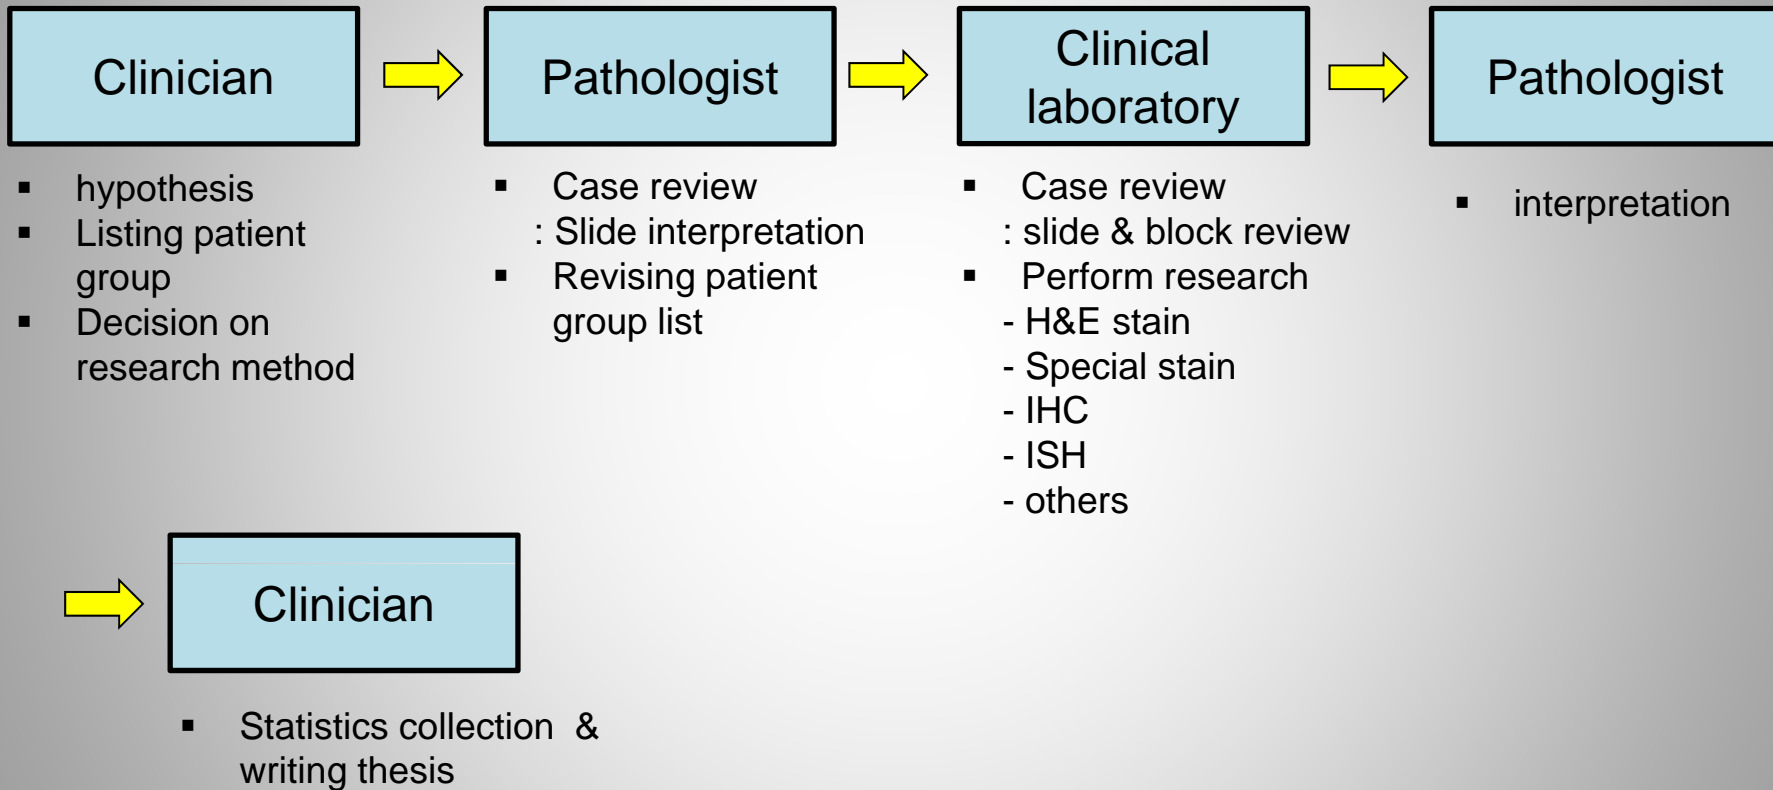 Clinician
▪ hypothesis
▪ Listing patient
group
▪ Decision on
research method
Pathologist
▪ Case review
: Slide interpretation
▪ Revising patient
group list
Clinical
laboratory
▪ Case review
: slide & block review
▪ Perform research
- H&E stain
- Special stain
- IHC
- ISH
- others
Pathologist
▪ interpretation
Clinician
▪ Statistics collection &
writing thesis